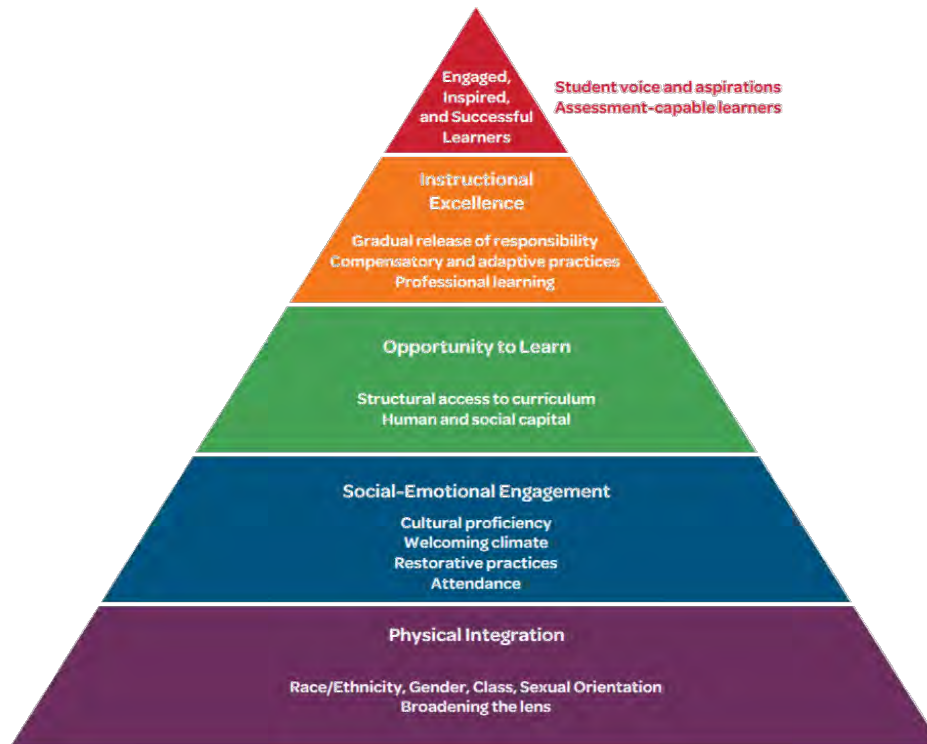 Engaged,
Inspired,
and Successful
Learners
Student voice and aspirations
Assessment-capable learners
Instructional
Excellence
Gradual release of responsibility
Compensatory and adaptive practices
Professional learning
Opportunity to Learn
Structural access to curriculum
Human and social capital
Social-Emotional Engagement
Cultural proficiency
Welcoming climate
Restorative practices
Attendance
Physical Integration
Race/Ethnicity, Gender, Class, Sexual Orientation
Broadening the lens